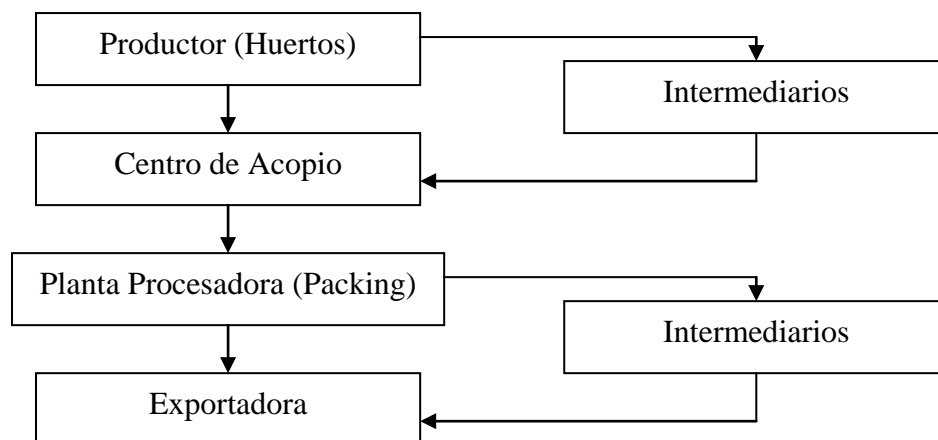 Productor (Huertos)
Intermediarios
Centro de Acopio
Planta Procesadora (Packing)
Intermediarios
Exportadora